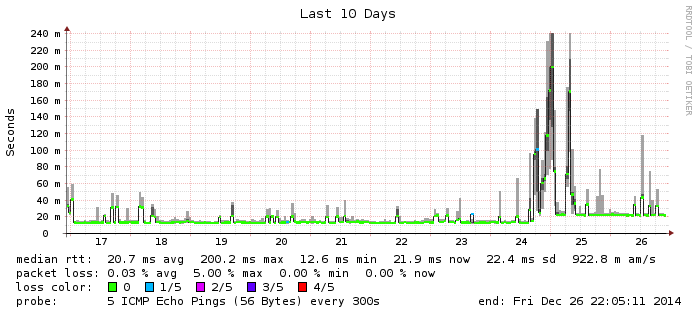 Last 10 Days
RRDTOOL / TOBI OETIKER
Seconds
240 m
220 m
200 m
180 m
160 m
140 m
120 m
100 m
80 m
60 m
40 m
20 m
0
17 18 19 20 21 22 23 24 25 26
median rtt: 20.7 ms avg 200.2 ms max 12.6 ms min 21.9 ms now 22.4 ms sd 922.8 m am/s
packet loss: 0.03 % avg 5.00 % max 0.00 % min 0.00 % now
loss color: 0 1/5 2/5 3/5 4/5
probe: 5 ICMP Echo Pings (56 Bytes) every 300s end: Fri Dec 26 22:05:11 2014